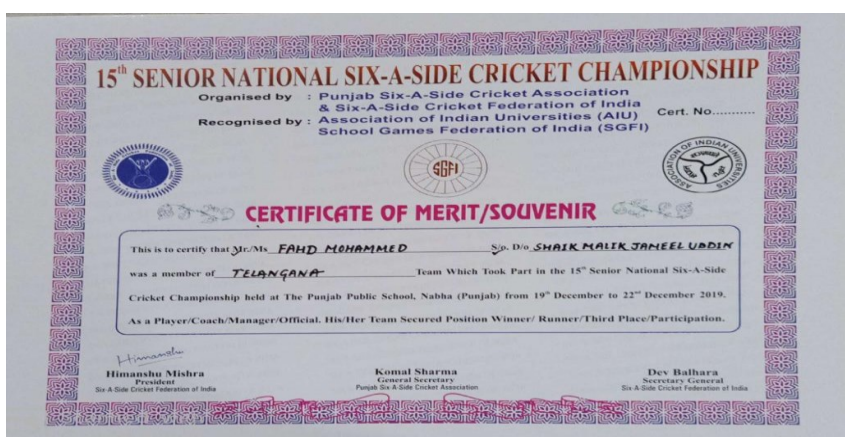 15th SENIOR NATIONAL SIX-A-SIDE CRICKET CHAMPIONSHIP
Organised by : Punjab Six-A-Side Cricket Association
& Six-A-Side Cricket Federation of India
Recognised by : Association of Indian Universities (AIU)
School Games Federation of India (SGFI)
Cert. No...........
SGFI
ASSOCIATION OF INDIAN UNIVERSITIES
CERTIFICATE OF MERIT/SOUVENIR
This is to certify that Mr./Ms FAHD MOHAMMED S/o. D/o SHAIK MALIK JAMEEL UDDIN
was a member of TELANGANA Team Which Took Part in the 15th Senior National Six-A-Side
Cricket Championship held at The Punjab Public School, Nabha (Punjab) from 19th December to 22nd December 2019.
As a Player/Coach/Manager/Official. His/Her Team Secured Position Winner/ Runner/Third Place/Participation.
Himanshu
Himanshu Mishra
President
Six-A-Side Cricket Federation of India
Komal Sharma
General Secretary
Punjab Six A Side Cricket Association
Dev Balhara
Secretary General
Six-A-Side Cricket Federation of India